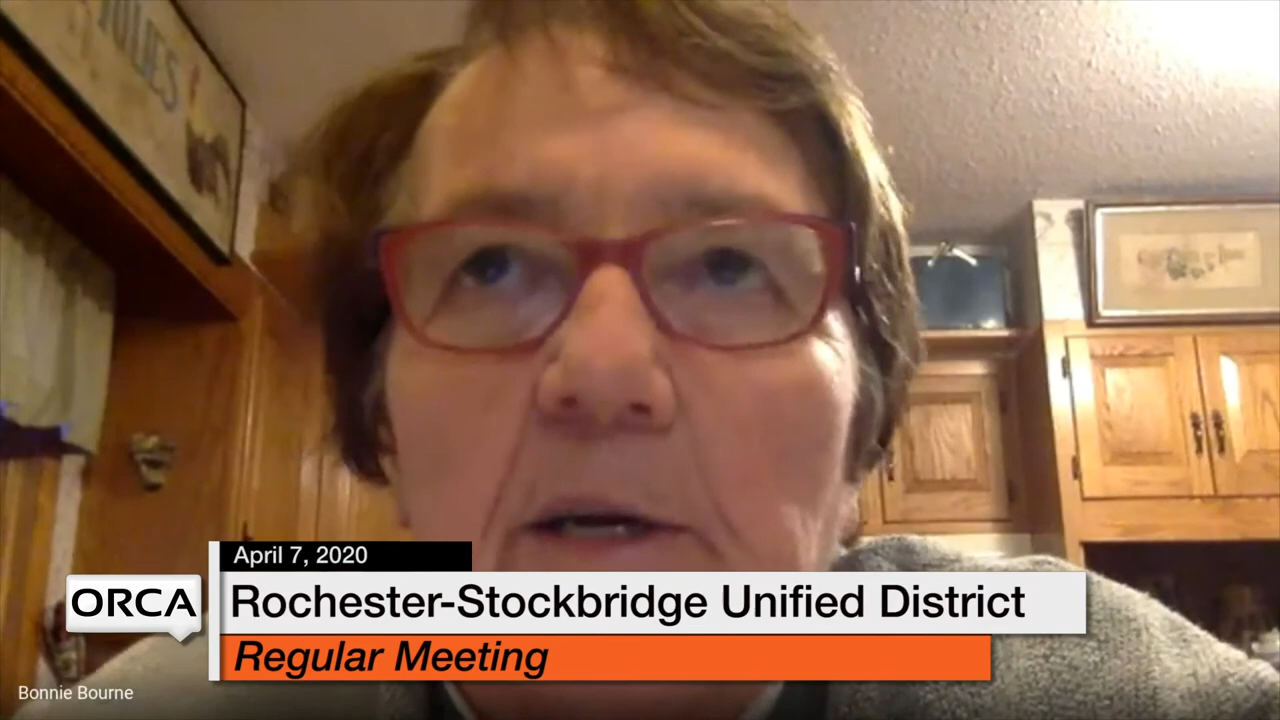 April 7, 2020
ORCA
Rochester-Stockbridge Unified District
Regular Meeting
Bonnie Bourne